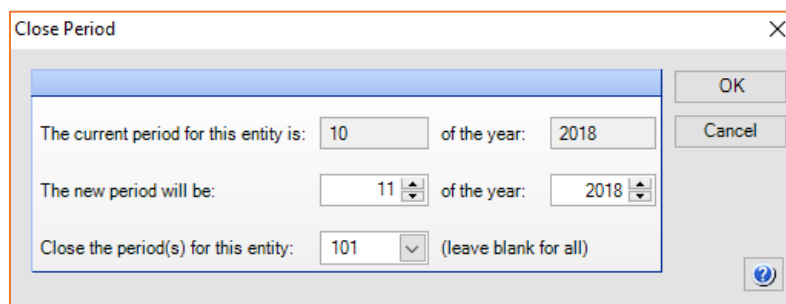 Close Period
OK
The current period for this entity is: 10 of the year: 2018
Cancel
The new period will be: 11 of the year: 2018
Close the period(s) for this entity: 101 (leave blank for all)
?